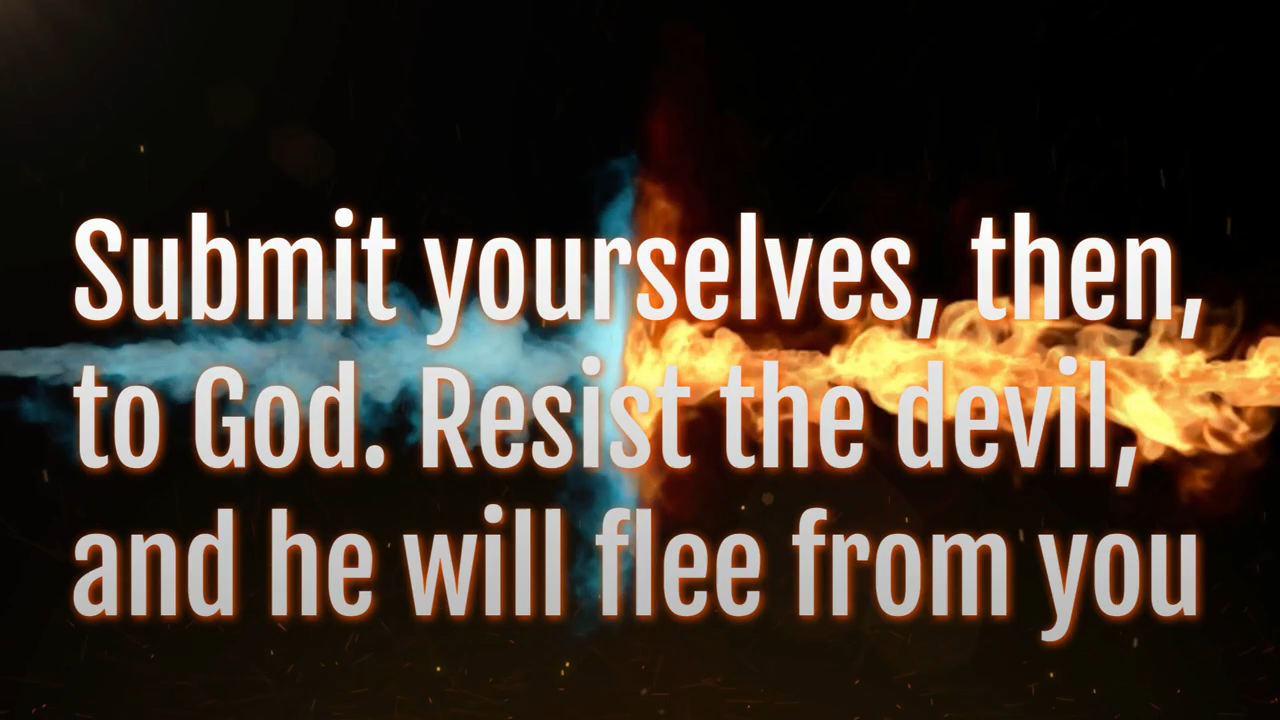 Submit yourselves, then,
to God. Resist the devil,
and he will flee from you